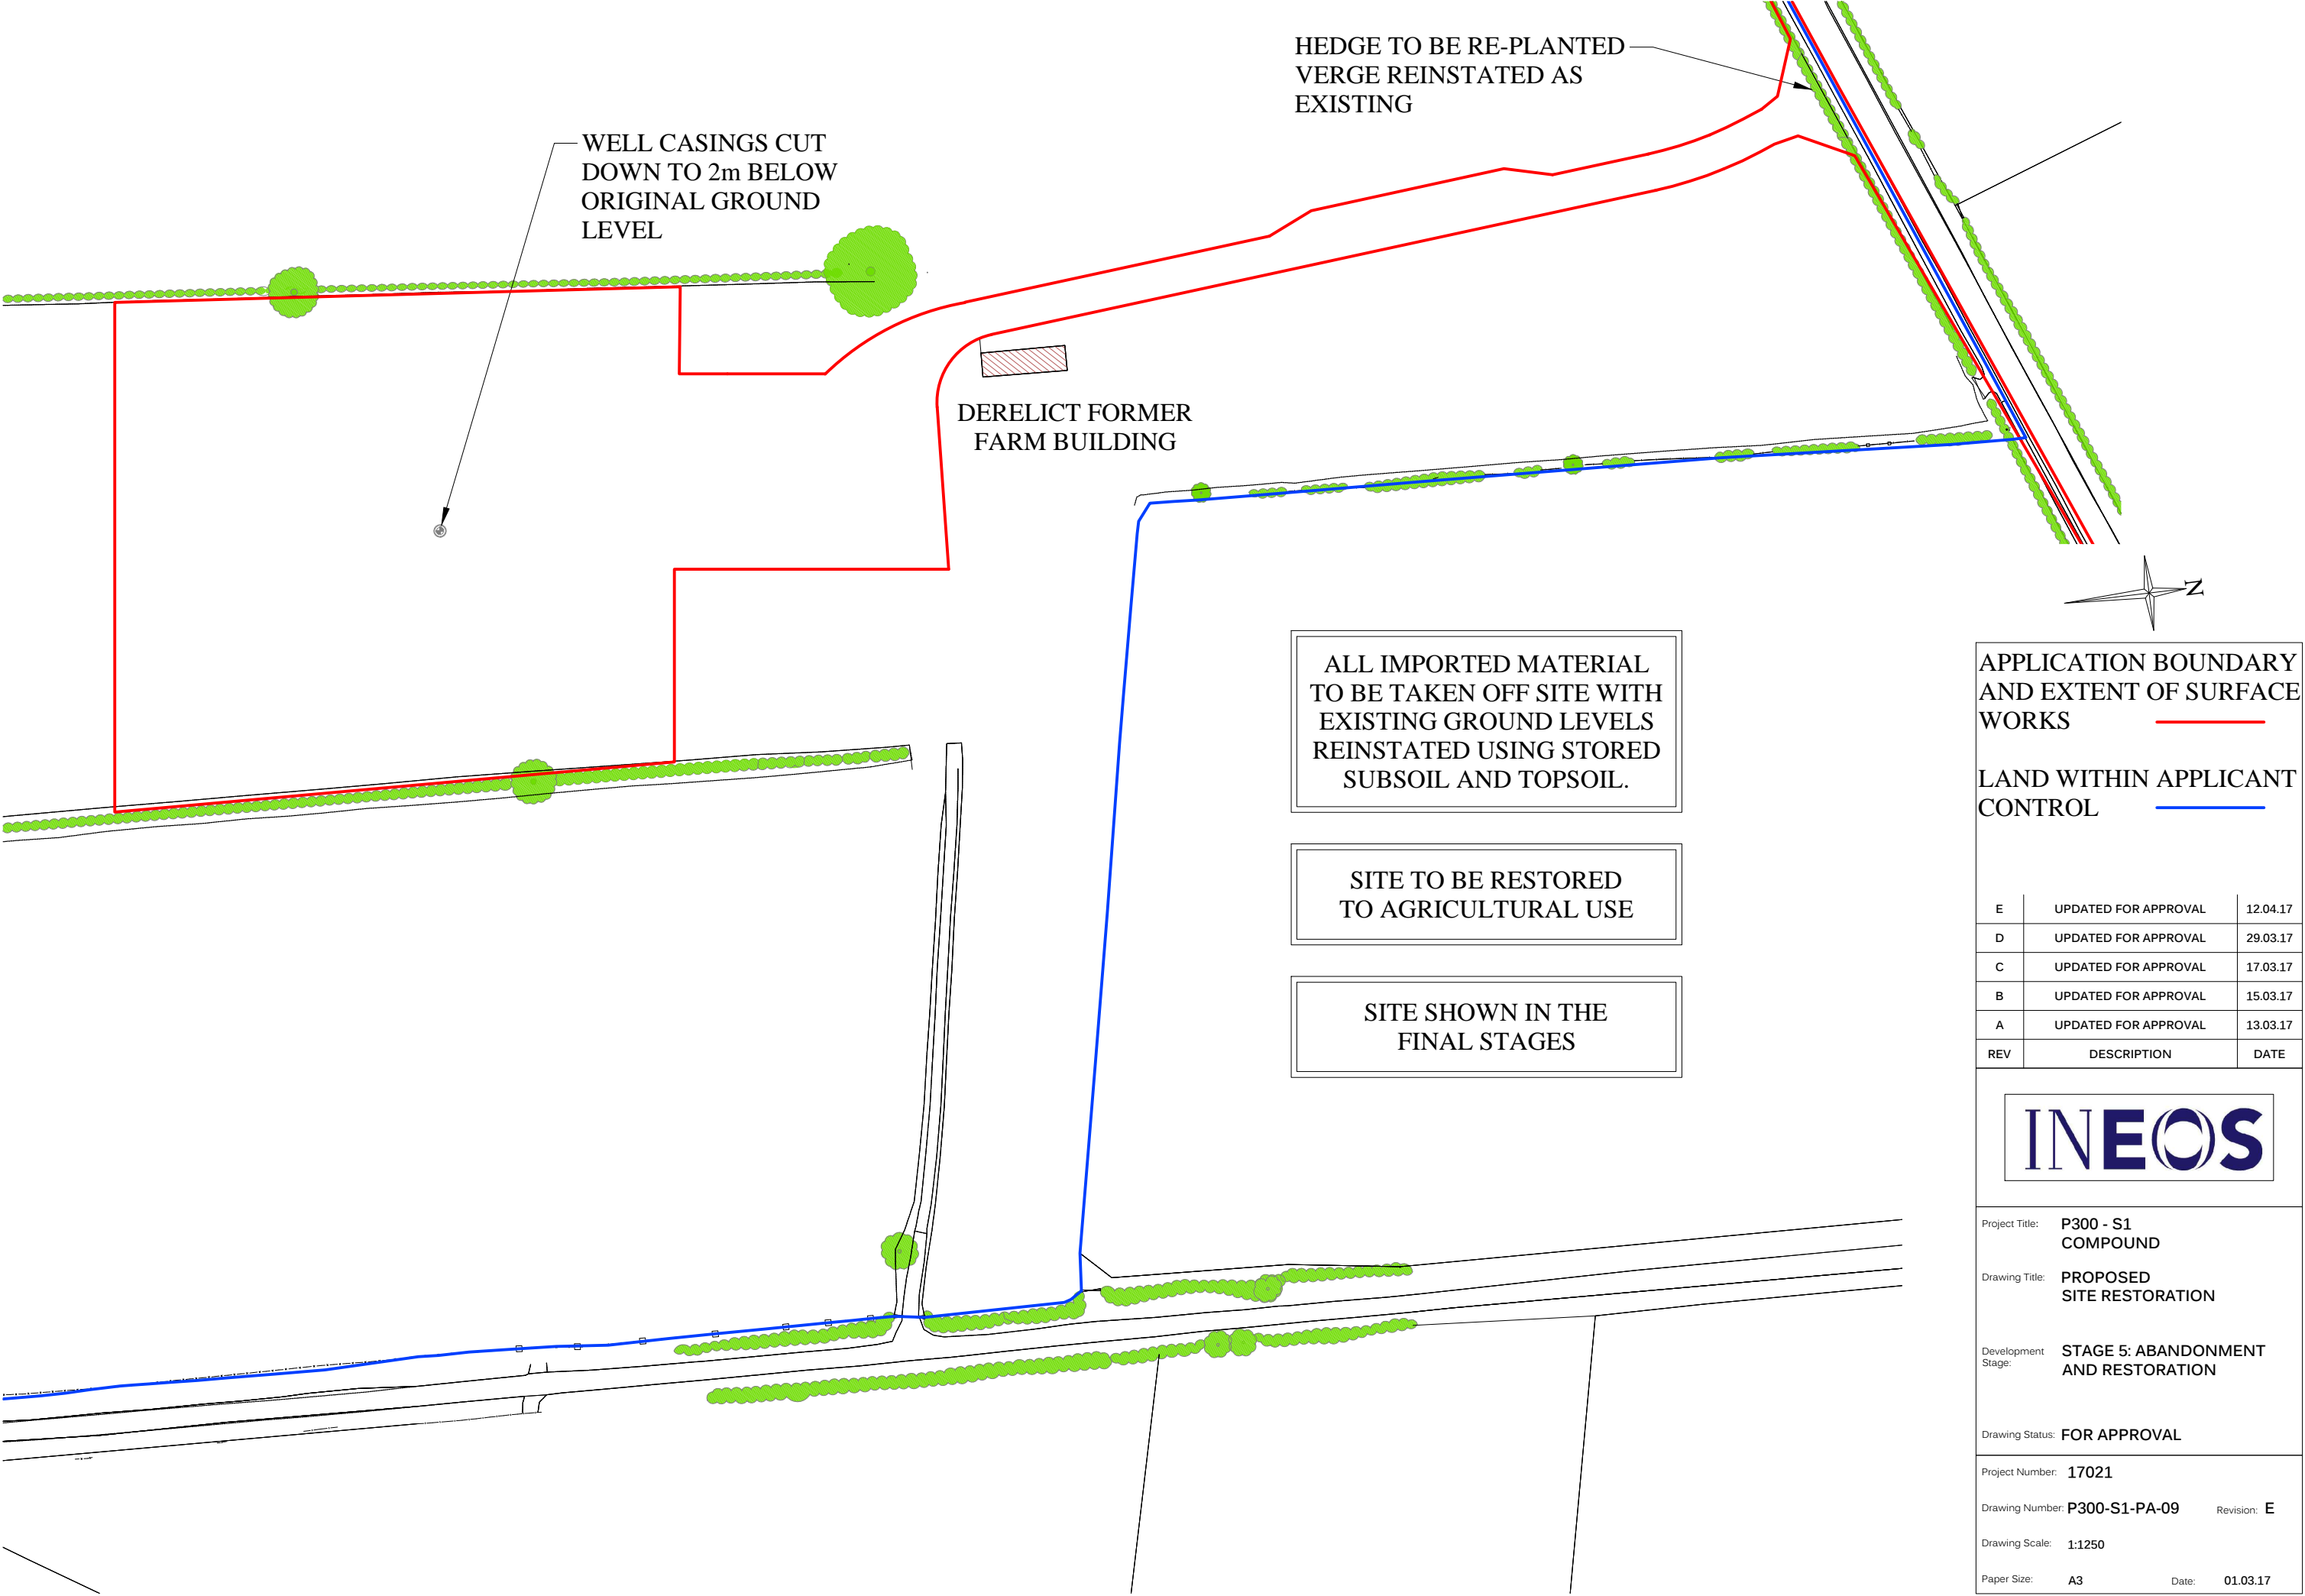 HEDGE TO BE RE-PLANTED
VERGE REINSTATED AS
EXISTING
WELL CASINGS CUT
DOWN TO 2m BELOW
ORIGINAL GROUND
LEVEL
DERELICT FORMER
FARM BUILDING
N
ALL IMPORTED MATERIAL
TO BE TAKEN OFF SITE WITH
EXISTING GROUND LEVELS
REINSTATED USING STORED
SUBSOIL AND TOPSOIL.
SITE TO BE RESTORED
TO AGRICULTURAL USE
SITE SHOWN IN THE
FINAL STAGES
APPLICATION BOUNDARY
AND EXTENT OF SURFACE
WORKS
LAND WITHIN APPLICANT
CONTROL
E UPDATED FOR APPROVAL 12.04.17
D UPDATED FOR APPROVAL 29.03.17
C UPDATED FOR APPROVAL 17.03.17
B UPDATED FOR APPROVAL 15.03.17
A UPDATED FOR APPROVAL 13.03.17
REV DESCRIPTION DATE
INEOS
Project Title: P300 - S1
COMPOUND
Drawing Title: PROPOSED
SITE RESTORATION
Development Stage: STAGE 5: ABANDONMENT
AND RESTORATION
Drawing Status: FOR APPROVAL
Project Number: 17021
Drawing Number: P300-S1-PA-09 Revision: E
Drawing Scale: 1:1250
Paper Size: A3 Date: 01.03.17